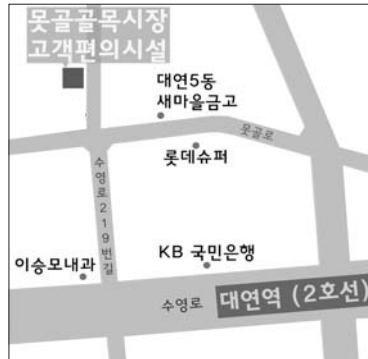 못골골목시장
고객편의시설
대연5동
새마을금고
못골로
롯데슈퍼
수영로219번길
이승모내과
KB 국민은행
수영로
대연역 (2호선)